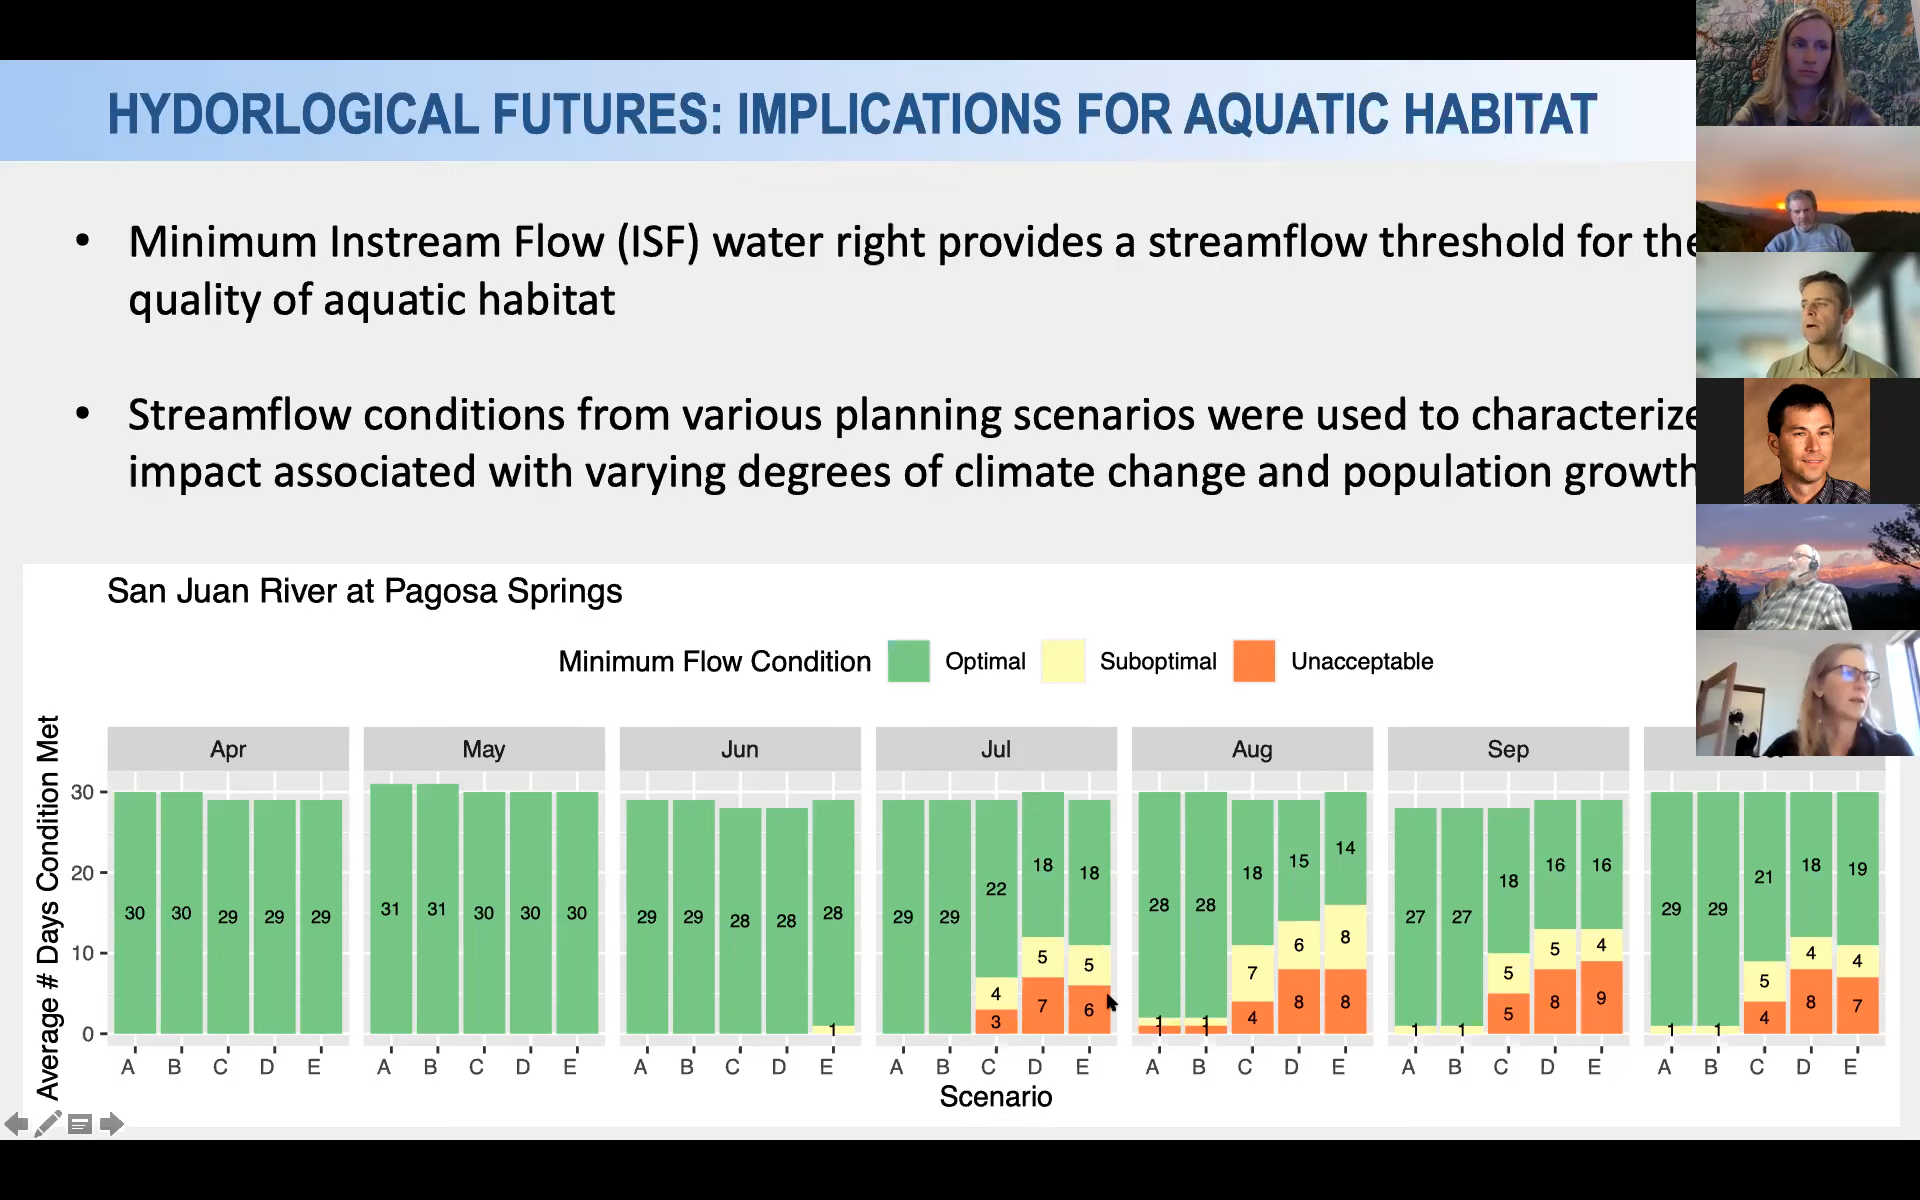 HYDORLOGICAL FUTURES: IMPLICATIONS FOR AQUATIC HABITAT
• Minimum Instream Flow (ISF) water right provides a streamflow threshold for the
quality of aquatic habitat
• Streamflow conditions from various planning scenarios were used to characterize
impact associated with varying degrees of climate change and population growth
San Juan River at Pagosa Springs
Minimum Flow Condition Optimal Suboptimal Unacceptable
Average # Days Condition Met
Apr May Jun Jul Aug Sep
30
20
10
0
30 30 29 29 29
31 31 30 30 30
29 29 28 28 28
1
29 29 22 18 18
4 5 5
3 7 6
28 28 18 15 14
1 1 7 6 8
1 1 4 8 8
27 27 18 16 16
1 1 5 5 4
5 8 9
29 29 21 18 19
1 1 5 4 4
4 8 7
A B C D E A B C D E A B C D E A B C D E A B C D E A B C D E A B C D E
Scenario